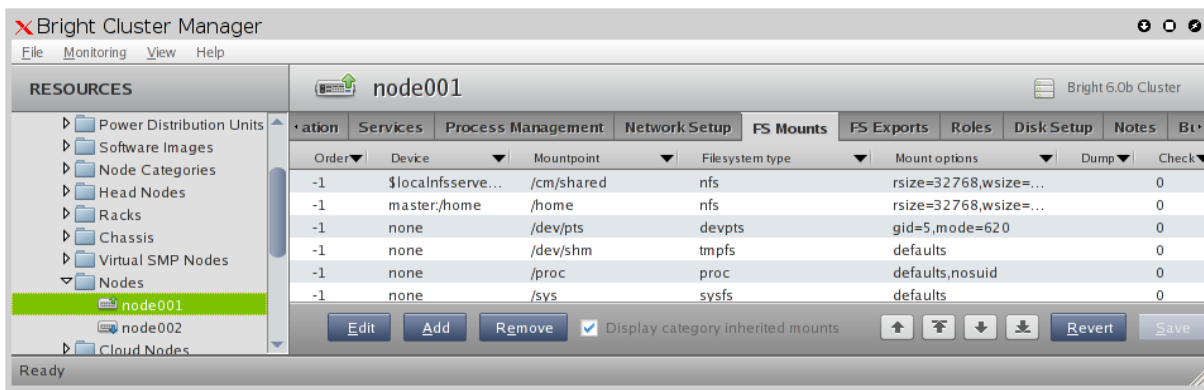 Bright Cluster Manager
File Monitoring View Help
RESOURCES
Power Distribution Units
Software Images
Node Categories
Head Nodes
Racks
Chassis
Virtual SMP Nodes
Nodes
node001
node002
Cloud Nodes
node001
Bright 6.0b Cluster
ation Services Process Management Network Setup FS Mounts FS Exports Roles Disk Setup Notes
Order Device Mountpoint Filesystem type Mount options Dump Check
-1 $localnfsserve... /cm/shared nfs rsize=32768,wsize=... 0
-1 master:/home /home nfs rsize=32768,wsize=... 0
-1 none /dev/pts devpts gid=5,mode=620 0
-1 none /dev/shm tmpfs defaults 0
-1 none /proc proc defaults,nosuid 0
-1 none /sys sysfs defaults 0
Edit Add Remove Display category inherited mounts Revert Save
Ready